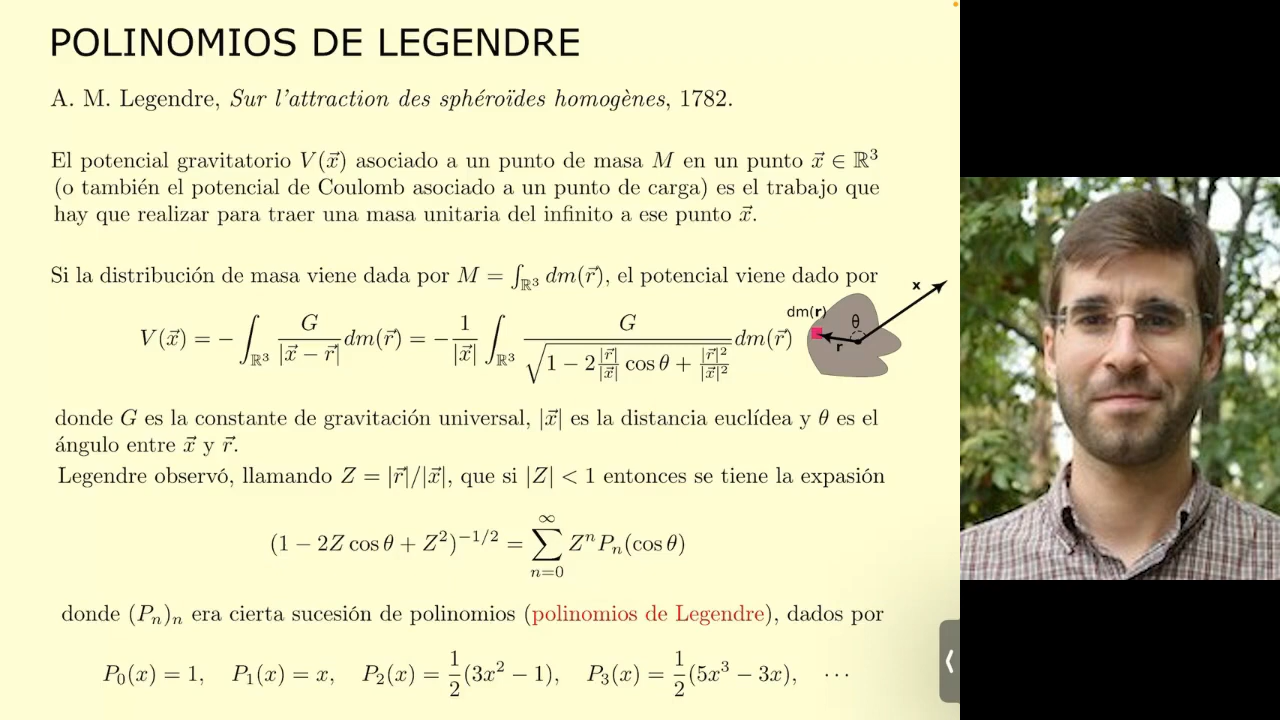 POLINOMIOS DE LEGENDRE
A. M. Legendre, Sur l'attraction des sphéroïdes homogènes, 1782.
El potencial gravitatorio V(x⃗) asociado a un punto de masa M en un punto x⃗ ∈ ℝ³
(o también el potencial de Coulomb asociado a un punto de carga) es el trabajo que
hay que realizar para traer una masa unitaria del infinito a ese punto x⃗.
Si la distribución de masa viene dada por M = ∫_ℝ³ dm(r⃗), el potencial viene dado por
V(x⃗) = − ∫_ℝ³ G/|x⃗ − r⃗| dm(r⃗) = − 1/|x⃗| ∫_ℝ³ G/√(1 − 2 |r⃗|/|x⃗| cos θ + |r⃗|²/|x⃗|²) dm(r⃗)
dm(r) θ x r
donde G es la constante de gravitación universal, |x⃗| es la distancia euclídea y θ es el
ángulo entre x⃗ y r⃗.
Legendre observó, llamando Z = |r⃗|/|x⃗|, que si |Z| < 1 entonces se tiene la expasión
(1 − 2Z cos θ + Z²)^(−1/2) = ∑_{n=0}^{∞} Zⁿ Pₙ(cos θ)
donde (Pₙ)ₙ era cierta sucesión de polinomios (polinomios de Legendre), dados por
P₀(x) = 1, P₁(x) = x, P₂(x) = 1/2 (3x² − 1), P₃(x) = 1/2 (5x³ − 3x), ⋯